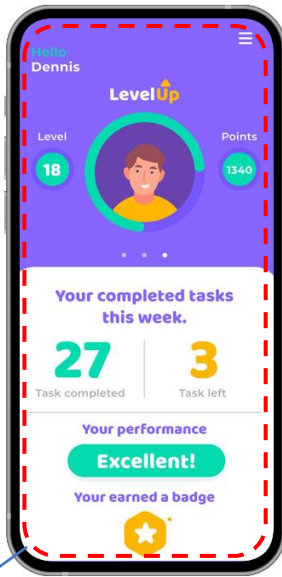 Hello
Dennis
LevelUp
Level
Points
18
1340
Your completed tasks
this week.
27
3
Task completed
Task left
Your performance
Excellent!
Your earned a badge